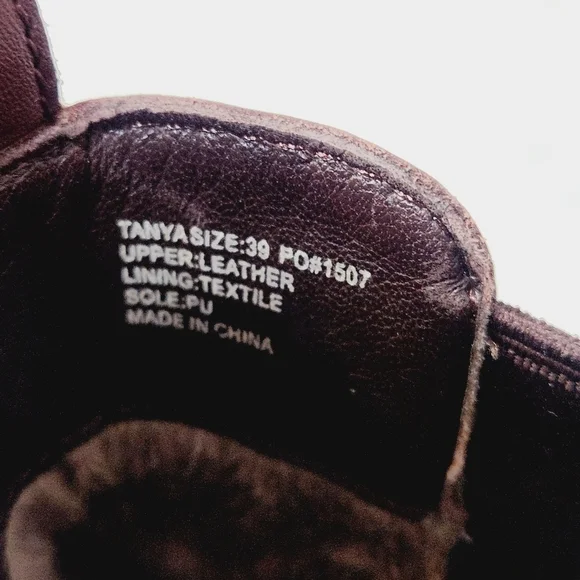 TANYA SIZE:39 PO#1507
UPPER:LEATHER
LINING:TEXTILE
SOLE:PU
MADE IN CHINA